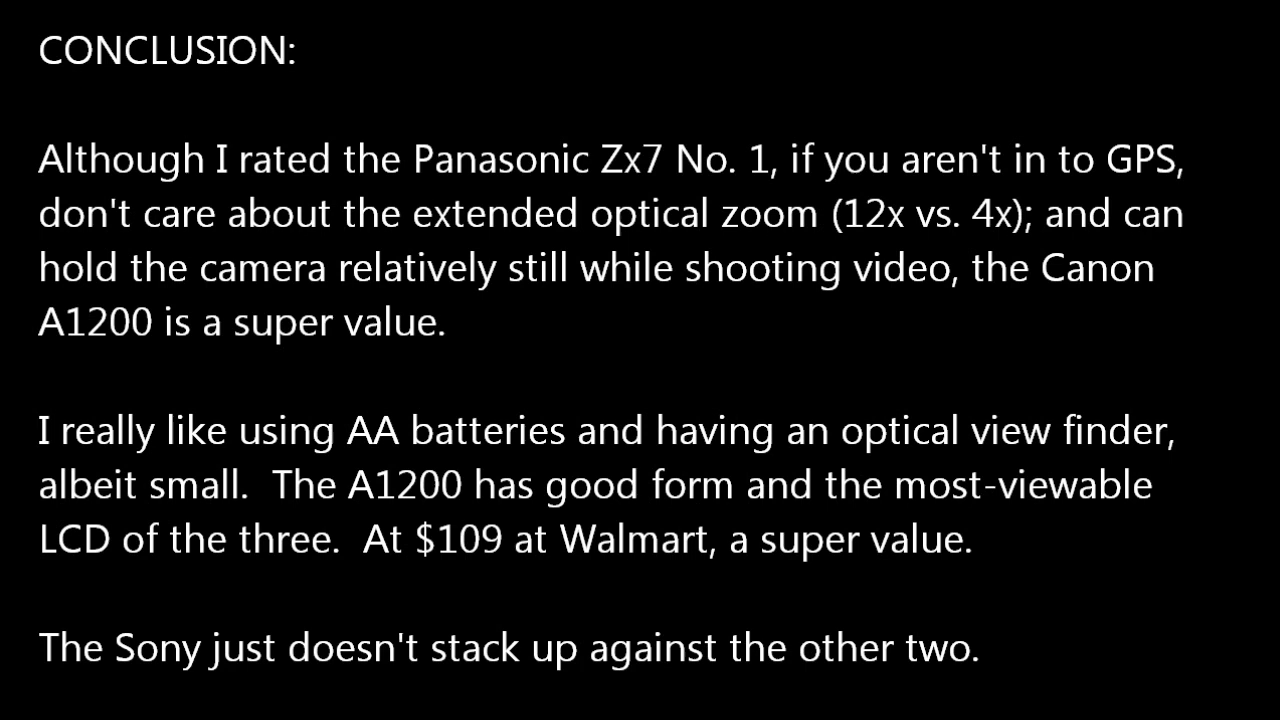 CONCLUSION:
Although I rated the Panasonic Zx7 No. 1, if you aren't in to GPS,
don't care about the extended optical zoom (12x vs. 4x); and can
hold the camera relatively still while shooting video, the Canon
A1200 is a super value.
I really like using AA batteries and having an optical view finder,
albeit small.  The A1200 has good form and the most-viewable
LCD of the three.  At $109 at Walmart, a super value.
The Sony just doesn't stack up against the other two.